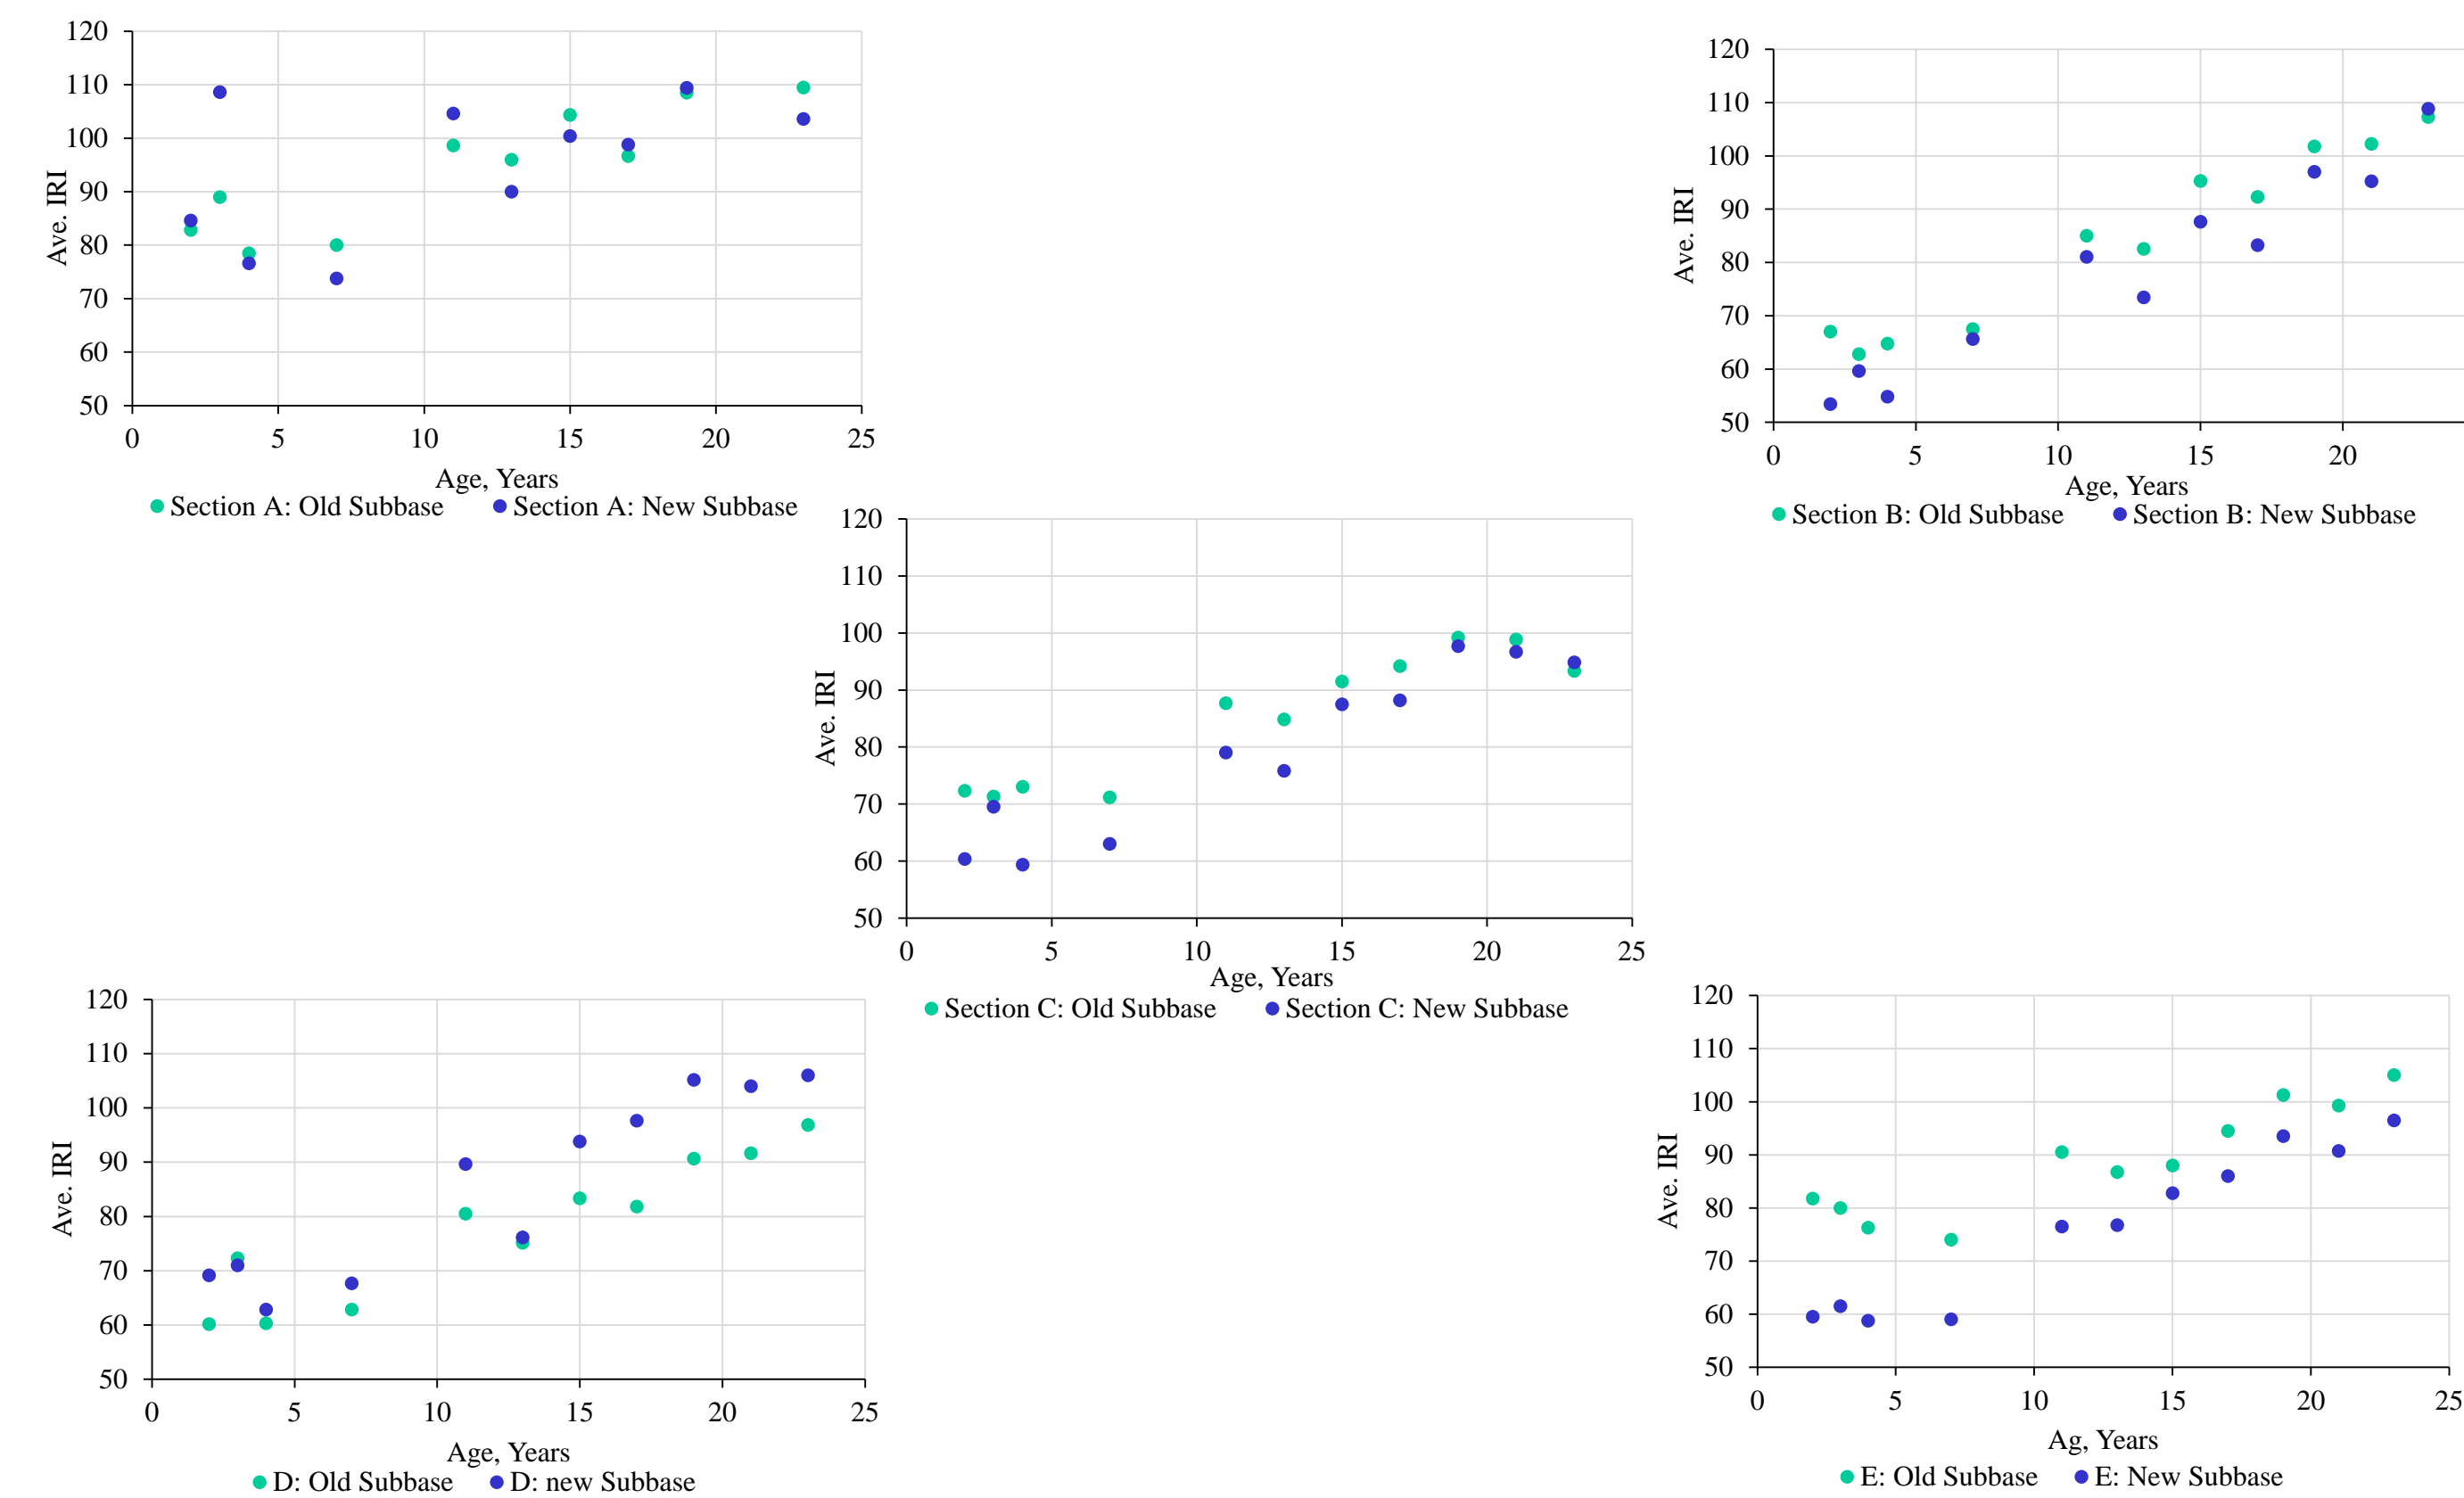 120
110
100
90
80
70
60
50
Ave. IRI
0 5 10 15 20 25
Age, Years
Section A: Old Subbase Section A: New Subbase
120
110
100
90
80
70
60
50
Ave. IRI
0 5 10 15 20
Age, Years
Section B: Old Subbase Section B: New Subbase
120
110
100
90
80
70
60
50
Ave. IRI
0 5 10 15 20 25
Age, Years
Section C: Old Subbase Section C: New Subbase
120
110
100
90
80
70
60
50
Ave. IRI
0 5 10 15 20 25
Age, Years
D: Old Subbase D: new Subbase
120
110
100
90
80
70
60
50
Ave. IRI
0 5 10 15 20 25
Ag, Years
E: Old Subbase E: New Subbase